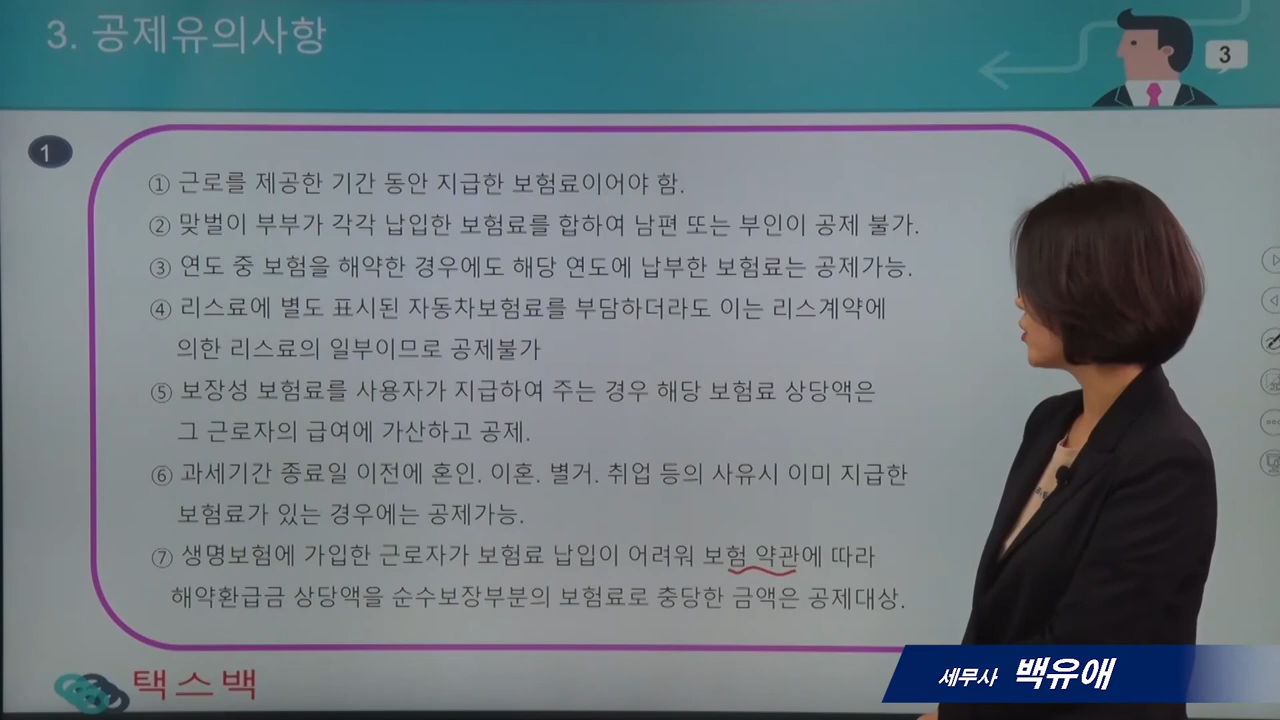 3. 공제유의사항
3
1
① 근로를 제공한 기간 동안 지급한 보험료이어야 함.
② 맞벌이 부부가 각각 납입한 보험료를 합하여 남편 또는 부인이 공제 불가.
③ 연도 중 보험을 해약한 경우에도 해당 연도에 납부한 보험료는 공제가능.
④ 리스료에 별도 표시된 자동차보험료를 부담하더라도 이는 리스계약에
의한 리스료의 일부이므로 공제불가
⑤ 보장성 보험료를 사용자가 지급하여 주는 경우 해당 보험료 상당액은
그 근로자의 급여에 가산하고 공제.
⑥ 과세기간 종료일 이전에 혼인. 이혼. 별거. 취업 등의 사유시 이미 지급한
보험료가 있는 경우에는 공제가능.
⑦ 생명보험에 가입한 근로자가 보험료 납입이 어려워 보험 약관에 따라
해약환급금 상당액을 순수보장부분의 보험료로 충당한 금액은 공제대상.
택스백
세무사 백유애